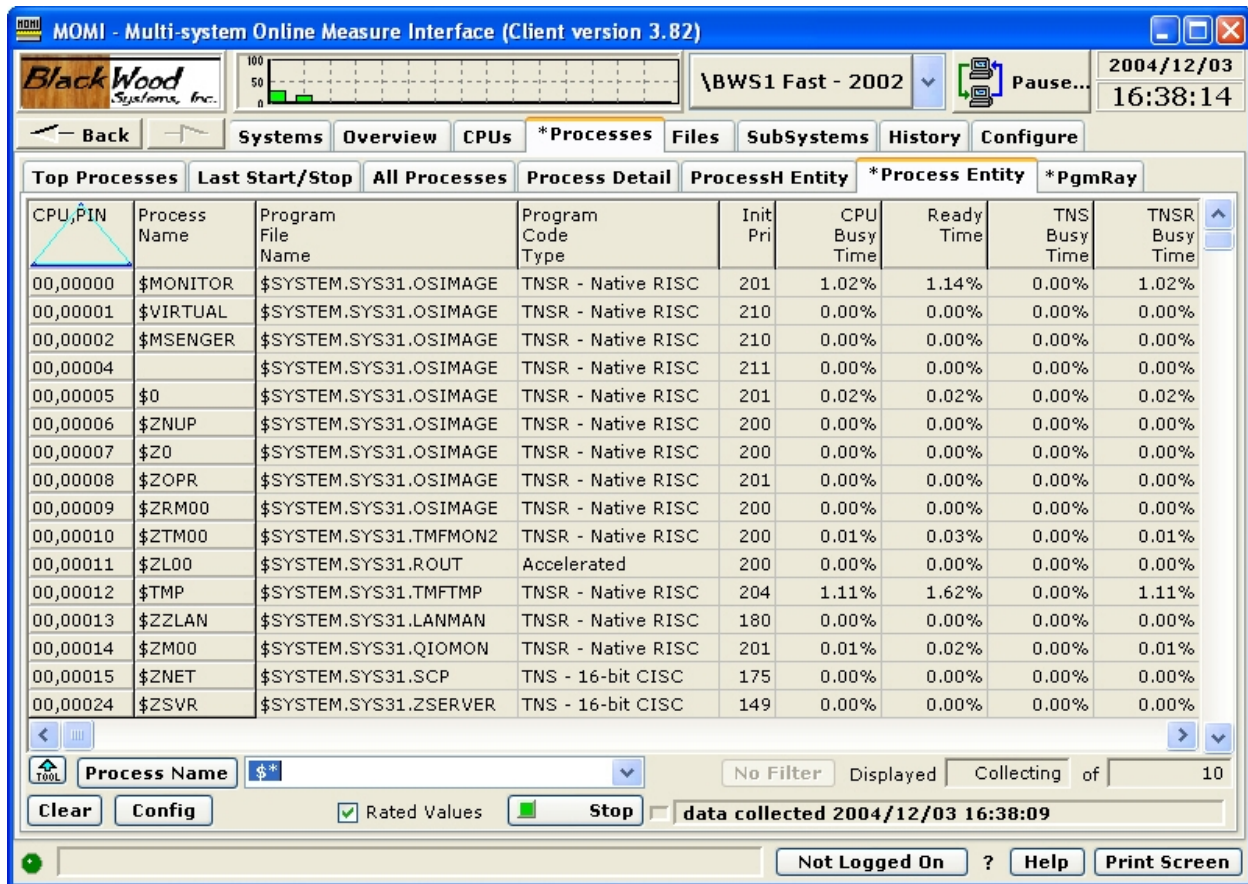 MOMI
MOMI - Multi-system Online Measure Interface (Client version 3.82)
BlackWood
Systems, Inc.
100
50
0
\BWS1 Fast - 2002
Pause...
2004/12/03
16:38:14
Back
Systems Overview CPUs *Processes Files SubSystems History Configure
Top Processes Last Start/Stop All Processes Process Detail ProcessH Entity *Process Entity *PgmRay
CPU,PIN Process Name Program File Name Program Code Type Init Pri CPU Busy Time Ready Time TNS Busy Time TNSR Busy Time
00,00000 $MONITOR $SYSTEM.SYS31.OSIMAGE TNSR - Native RISC 201 1.02% 1.14% 0.00% 1.02%
00,00001 $VIRTUAL $SYSTEM.SYS31.OSIMAGE TNSR - Native RISC 210 0.00% 0.00% 0.00% 0.00%
00,00002 $MSENGER $SYSTEM.SYS31.OSIMAGE TNSR - Native RISC 210 0.00% 0.00% 0.00% 0.00%
00,00004 $SYSTEM.SYS31.OSIMAGE TNSR - Native RISC 211 0.00% 0.00% 0.00% 0.00%
00,00005 $0 $SYSTEM.SYS31.OSIMAGE TNSR - Native RISC 201 0.02% 0.02% 0.00% 0.02%
00,00006 $ZNUP $SYSTEM.SYS31.OSIMAGE TNSR - Native RISC 200 0.00% 0.00% 0.00% 0.00%
00,00007 $Z0 $SYSTEM.SYS31.OSIMAGE TNSR - Native RISC 200 0.00% 0.00% 0.00% 0.00%
00,00008 $ZOPR $SYSTEM.SYS31.OSIMAGE TNSR - Native RISC 201 0.00% 0.00% 0.00% 0.00%
00,00009 $ZRM00 $SYSTEM.SYS31.OSIMAGE TNSR - Native RISC 200 0.00% 0.00% 0.00% 0.00%
00,00010 $ZTM00 $SYSTEM.SYS31.TMFMON2 TNSR - Native RISC 200 0.01% 0.03% 0.00% 0.01%
00,00011 $ZL00 $SYSTEM.SYS31.ROUT Accelerated 200 0.00% 0.00% 0.00% 0.00%
00,00012 $TMP $SYSTEM.SYS31.TMFTMP TNSR - Native RISC 204 1.11% 1.62% 0.00% 1.11%
00,00013 $ZZLAN $SYSTEM.SYS31.LANMAN TNSR - Native RISC 180 0.00% 0.00% 0.00% 0.00%
00,00014 $ZM00 $SYSTEM.SYS31.QIOMON TNSR - Native RISC 201 0.01% 0.02% 0.00% 0.01%
00,00015 $ZNET $SYSTEM.SYS31.SCP TNS - 16-bit CISC 175 0.00% 0.00% 0.00% 0.00%
00,00024 $ZSVR $SYSTEM.SYS31.ZSERVER TNS - 16-bit CISC 149 0.00% 0.00% 0.00% 0.00%
TOOL Process Name $* No Filter Displayed Collecting of 10
Clear Config Rated Values Stop data collected 2004/12/03 16:38:09
Not Logged On ? Help Print Screen